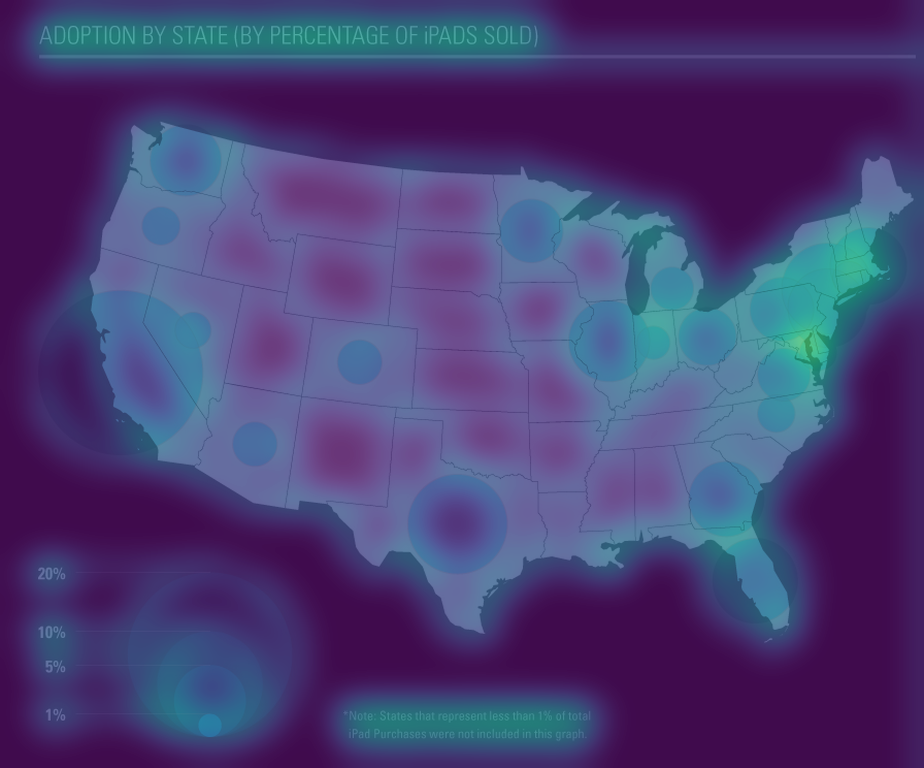 ADOPTION BY STATE (BY PERCENTAGE OF iPADS SOLD)
20%
10%
5%
1%
*Note: States that represent less than 1% of total
iPad Purchases were not included in this graph.